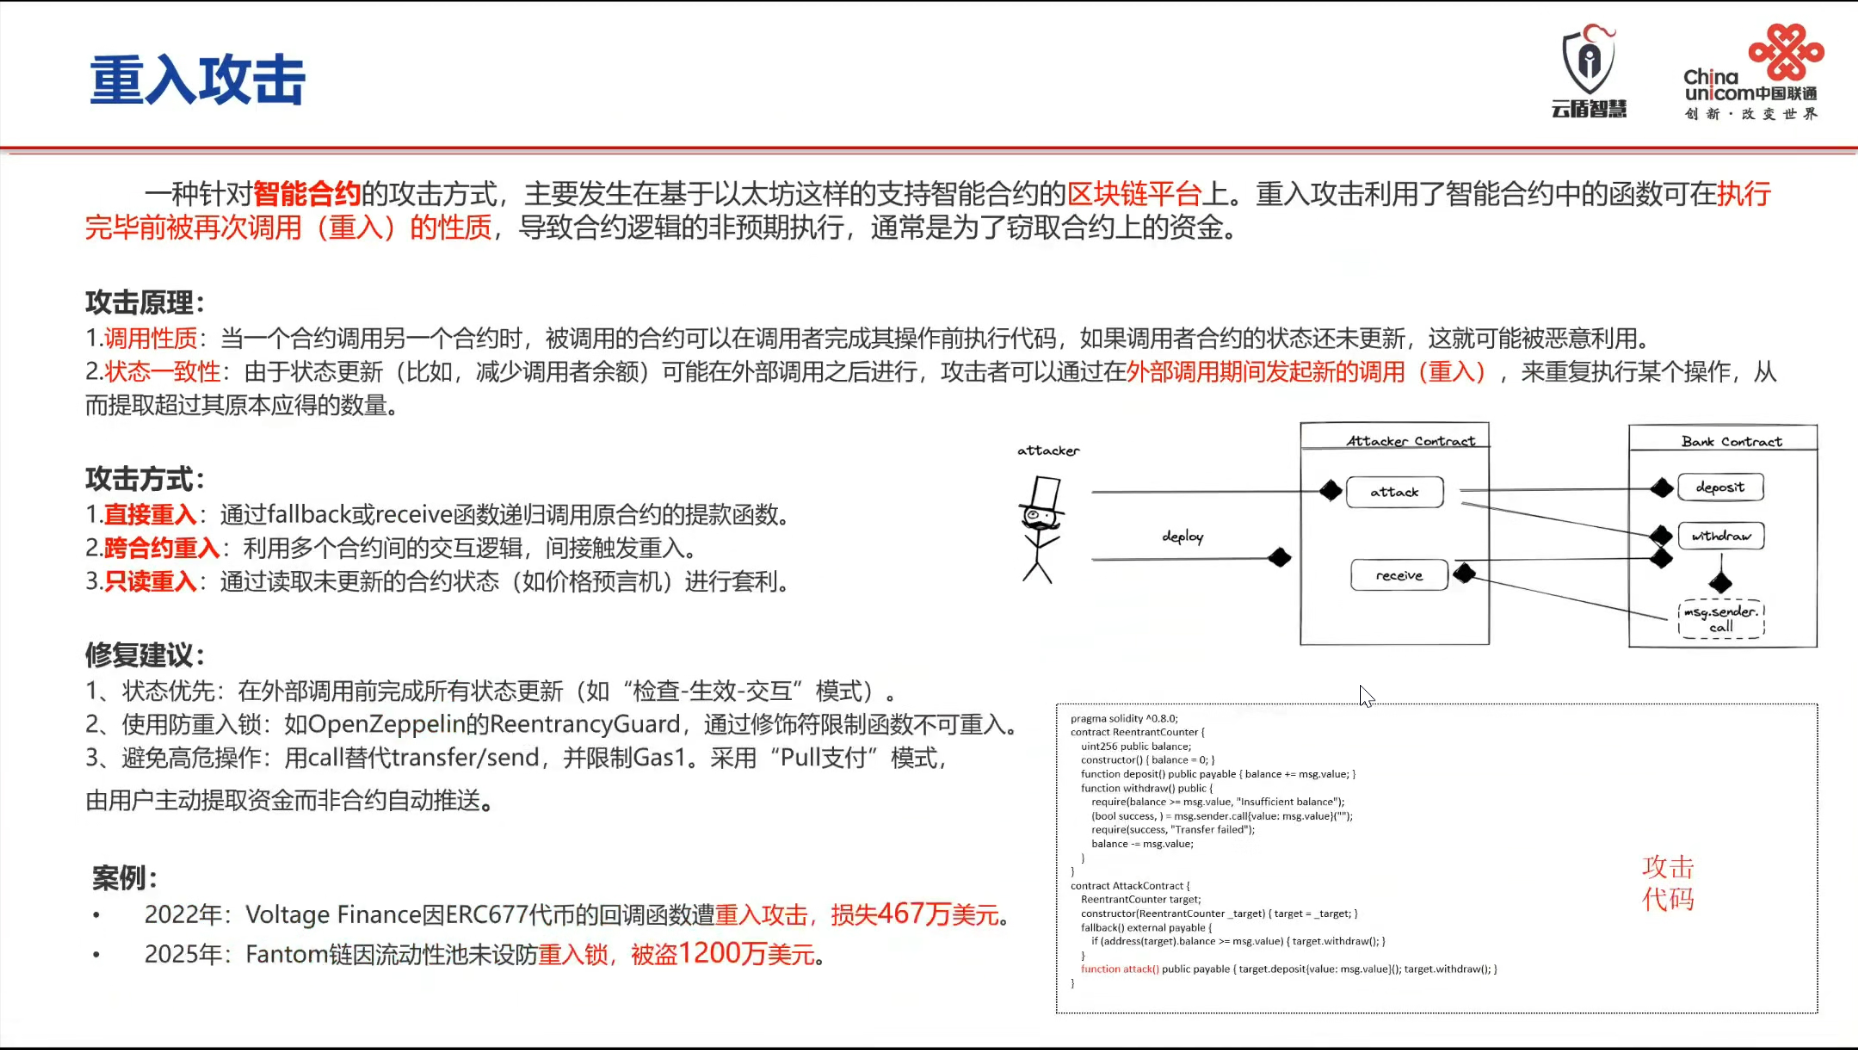 重入攻击
云盾智慧
China
unicom中国联通
创新·改变世界
一种针对智能合约的攻击方式，主要发生在基于以太坊这样的支持智能合约的区块链平台上。重入攻击利用了智能合约中的函数可在执行
完毕前被再次调用（重入）的性质，导致合约逻辑的非预期执行，通常是为了窃取合约上的资金。
攻击原理：
1.调用性质：当一个合约调用另一个合约时，被调用的合约可以在调用者完成其操作前执行代码，如果调用者合约的状态还未更新，这就可能被恶意利用。
2.状态一致性：由于状态更新（比如，减少调用者余额）可能在外部调用之后进行，攻击者可以通过在外部调用期间发起新的调用（重入），来重复执行某个操作，从
而提取超过其原本应得的数量。
攻击方式：
1.直接重入：通过fallback或receive函数递归调用原合约的提款函数。
2.跨合约重入：利用多个合约间的交互逻辑，间接触发重入。
3.只读重入：通过读取未更新的合约状态（如价格预言机）进行套利。
attacker
deploy
Attacker Contract
attack
receive
Bank Contract
deposit
withdraw
msg.sender.
call
修复建议：
1、状态优先：在外部调用前完成所有状态更新（如“检查-生效-交互”模式）。
2、使用防重入锁：如OpenZeppelin的ReentrancyGuard，通过修饰符限制函数不可重入。
3、避免高危操作：用call替代transfer/send，并限制Gas1。采用“Pull支付”模式，
由用户主动提取资金而非合约自动推送。
案例：
• 2022年：Voltage Finance因ERC677代币的回调函数遭重入攻击，损失467万美元。
• 2025年：Fantom链因流动性池未设防重入锁，被盗1200万美元。
pragma solidity ^0.8.0;
contract ReentrantCounter {
uint256 public balance;
constructor() { balance = 0; }
function deposit() public payable { balance += msg.value; }
function withdraw() public {
require(balance >= msg.value, "Insufficient balance");
(bool success, ) = msg.sender.call{value: msg.value}("");
require(success, "Transfer failed");
balance -= msg.value;
}
}
contract AttackContract {
ReentrantCounter target;
constructor(ReentrantCounter _target) { target = _target; }
fallback() external payable {
if (address(target).balance >= msg.value) { target.withdraw(); }
}
function attack() public payable { target.deposit{value: msg.value}(); target.withdraw(); }
}
攻击
代码